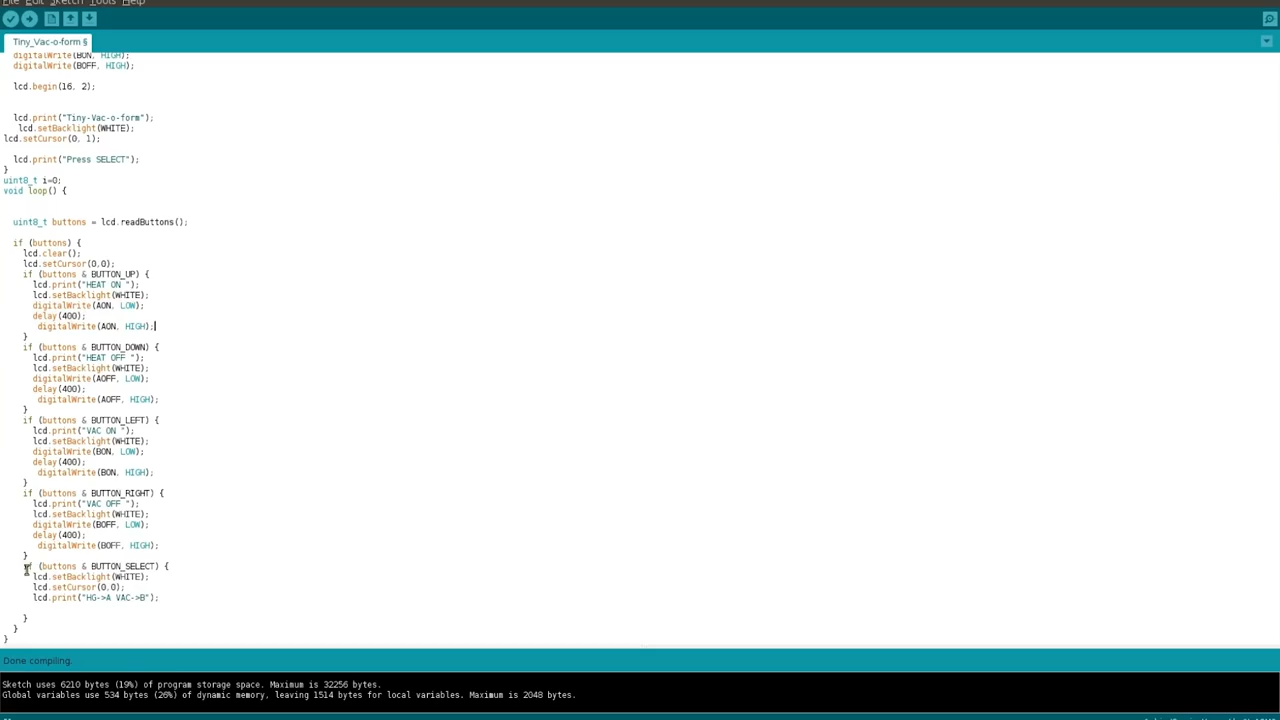 File Edit Sketch Tools Help
Tiny_Vac-o-form §
digitalWrite(BON, HIGH);
digitalWrite(BOFF, HIGH);
lcd.begin(16, 2);
lcd.print("Tiny-Vac-o-form");
lcd.setBacklight(WHITE);
lcd.setCursor(0, 1);
lcd.print("Press SELECT");
}
uint8_t i=0;
void loop() {
uint8_t buttons = lcd.readButtons();
if (buttons) {
lcd.clear();
lcd.setCursor(0,0);
if (buttons & BUTTON_UP) {
lcd.print("HEAT ON ");
lcd.setBacklight(WHITE);
digitalWrite(AON, LOW);
delay(400);
digitalWrite(AON, HIGH);
}
if (buttons & BUTTON_DOWN) {
lcd.print("HEAT OFF ");
lcd.setBacklight(WHITE);
digitalWrite(AOFF, LOW);
delay(400);
digitalWrite(AOFF, HIGH);
}
if (buttons & BUTTON_LEFT) {
lcd.print("VAC ON ");
lcd.setBacklight(WHITE);
digitalWrite(BON, LOW);
delay(400);
digitalWrite(BON, HIGH);
}
if (buttons & BUTTON_RIGHT) {
lcd.print("VAC OFF ");
lcd.setBacklight(WHITE);
digitalWrite(BOFF, LOW);
delay(400);
digitalWrite(BOFF, HIGH);
}
if (buttons & BUTTON_SELECT) {
lcd.setBacklight(WHITE);
lcd.setCursor(0,0);
lcd.print("HG->A VAC->B");
}
}
}
Done compiling.
Sketch uses 6210 bytes (19%) of program storage space. Maximum is 32256 bytes.
Global variables use 534 bytes (26%) of dynamic memory, leaving 1514 bytes for local variables. Maximum is 2048 bytes.